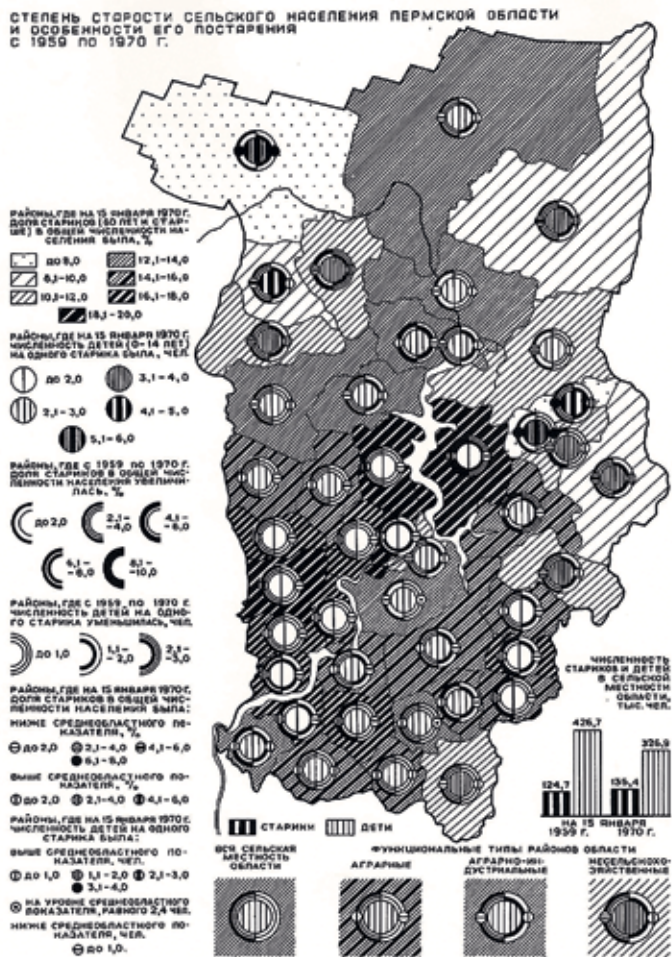 СТЕПЕНЬ СТАРОСТИ СЕЛЬСКОГО НАСЕЛЕНИЯ ПЕРМСКОЙ ОБЛАСТИ
И ОСОБЕННОСТИ ЕГО ПОСТАРЕНИЯ
С 1959 ПО 1970 Г.
РАЙОНЫ, ГДЕ НА 15 ЯНВАРЯ 1970 Г.
ДОЛЯ СТАРИКОВ (60 ЛЕТ И СТАР-
ШЕ) В ОБЩЕЙ ЧИСЛЕННОСТИ НА-
СЕЛЕНИЯ БЫЛА, %
ДО 8,0
12,1-14,0
8,1-10,0
14,1-16,0
10,1-12,0
16,1-18,0
18,1-20,0
РАЙОНЫ, ГДЕ НА 15 ЯНВАРЯ 1970 Г.
ЧИСЛЕННОСТЬ ДЕТЕЙ (0-14 ЛЕТ)
НА ОДНОГО СТАРИКА БЫЛА, ЧЕЛ.
ДО 2,0
3,1-4,0
2,1-3,0
4,1-5,0
5,1-6,0
РАЙОНЫ, ГДЕ С 1959 ПО 1970 Г.
ДОЛЯ СТАРИКОВ В ОБЩЕЙ ЧИС-
ЛЕННОСТИ НАСЕЛЕНИЯ УВЕЛИЧИ-
ЛАСЬ, %
ДО 2,0
2,1-
-4,0
4,1-
-6,0
6,1-
-8,0
8,1-
-10,0
РАЙОНЫ, ГДЕ С 1959 ПО 1970 Г.
ЧИСЛЕННОСТЬ ДЕТЕЙ НА ОДНО-
ГО СТАРИКА УМЕНЬШИЛАСЬ, ЧЕЛ.
ДО 1,0
1,1-
-2,0
2,1-
-3,0
РАЙОНЫ, ГДЕ НА 15 ЯНВАРЯ 1970 Г.
ДОЛЯ СТАРИКОВ В ОБЩЕЙ ЧИС-
ЛЕННОСТИ НАСЕЛЕНИЯ БЫЛА:
НИЖЕ СРЕДНЕОБЛАСТНОГО ПО-
КАЗАТЕЛЯ, %
ДО 2,0 2,1-4,0 4,1-6,0
6,1-8,0
ВЫШЕ СРЕДНЕОБЛАСТНОГО ПО-
КАЗАТЕЛЯ, %
ДО 2,0 2,1-4,0 4,1-6,0
РАЙОНЫ, ГДЕ НА 15 ЯНВАРЯ 1970 Г.
ЧИСЛЕННОСТЬ ДЕТЕЙ НА ОДНОГО
СТАРИКА БЫЛА:
ВЫШЕ СРЕДНЕОБЛАСТНОГО ПО-
КАЗАТЕЛЯ, ЧЕЛ.
ДО 1,0 1,1-2,0 2,1-3,0
3,1-4,0
НА УРОВНЕ СРЕДНЕОБЛАСТНОГО
ПОКАЗАТЕЛЯ, РАВНОГО 2,4 ЧЕЛ.
НИЖЕ СРЕДНЕОБЛАСТНОГО ПО-
КАЗАТЕЛЯ, ЧЕЛ.
ДО 1,0.
ЧИСЛЕННОСТЬ
СТАРИКОВ И ДЕТЕЙ
В СЕЛЬСКОЙ
МЕСТНОСТИ
ОБЛАСТИ,
ТЫС. ЧЕЛ.
426,7
326,9
124,7
135,4
НА 15 ЯНВАРЯ
1959 Г. 1970 Г.
СТАРИКИ
ДЕТИ
ВСЯ СЕЛЬСКАЯ
МЕСТНОСТЬ
ОБЛАСТИ
ФУНКЦИОНАЛЬНЫЕ ТИПЫ РАЙОНОВ ОБЛАСТИ
АГРАРНЫЕ
АГРАРНО-ИН-
ДУСТРИАЛЬНЫЕ
НЕСЕЛЬСКОХО-
ЗЯЙСТВЕННЫЕ